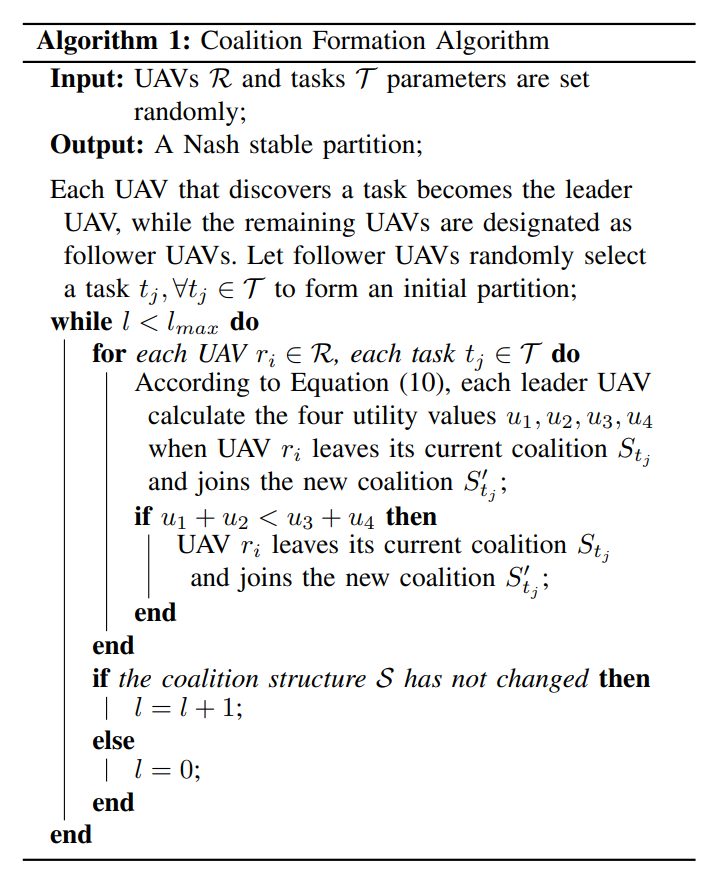 Algorithm 1: Coalition Formation Algorithm
Input: UAVs $\mathcal{R}$ and tasks $\mathcal{T}$ parameters are set
randomly;
Output: A Nash stable partition;
Each UAV that discovers a task becomes the leader
UAV, while the remaining UAVs are designated as
follower UAVs. Let follower UAVs randomly select
a task $t_j, \forall t_j \in \mathcal{T}$ to form an initial partition;
while $l < l_{max}$ do
for each UAV $r_i \in \mathcal{R}$, each task $t_j \in \mathcal{T}$ do
According to Equation (10), each leader UAV
calculate the four utility values $u_1, u_2, u_3, u_4$
when UAV $r_i$ leaves its current coalition $S_{t_j}$
and joins the new coalition $S'_{t_j}$;
if $u_1 + u_2 < u_3 + u_4$ then
UAV $r_i$ leaves its current coalition $S_{t_j}$
and joins the new coalition $S'_{t_j}$;
end
end
if the coalition structure $\mathcal{S}$ has not changed then
$l = l + 1$;
else
$l = 0$;
end
end